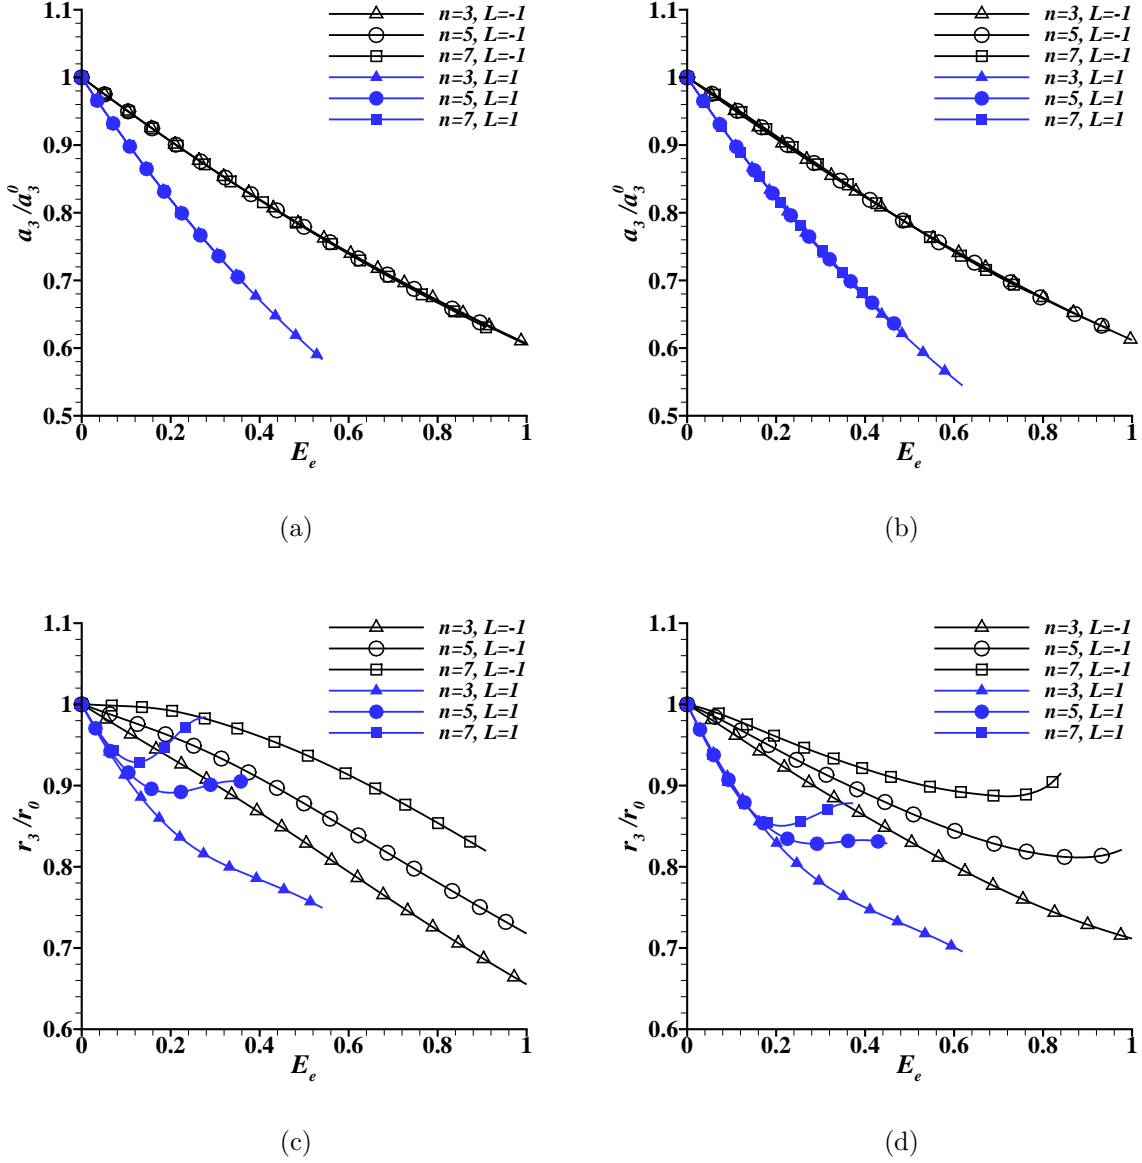 1.1
1
0.9
0.8
0.7
0.6
0.5
a₃/a₃⁰
0 0.2 0.4 0.6 0.8 1
Eₑ
n=3, L=-1
n=5, L=-1
n=7, L=-1
n=3, L=1
n=5, L=1
n=7, L=1
(a)
1.1
1
0.9
0.8
0.7
0.6
0.5
a₃/a₃⁰
0 0.2 0.4 0.6 0.8 1
Eₑ
n=3, L=-1
n=5, L=-1
n=7, L=-1
n=3, L=1
n=5, L=1
n=7, L=1
(b)
1.1
1
0.9
0.8
0.7
0.6
r₃/r₀
0 0.2 0.4 0.6 0.8 1
Eₑ
n=3, L=-1
n=5, L=-1
n=7, L=-1
n=3, L=1
n=5, L=1
n=7, L=1
(c)
1.1
1
0.9
0.8
0.7
0.6
r₃/r₀
0 0.2 0.4 0.6 0.8 1
Eₑ
n=3, L=-1
n=5, L=-1
n=7, L=-1
n=3, L=1
n=5, L=1
n=7, L=1
(d)